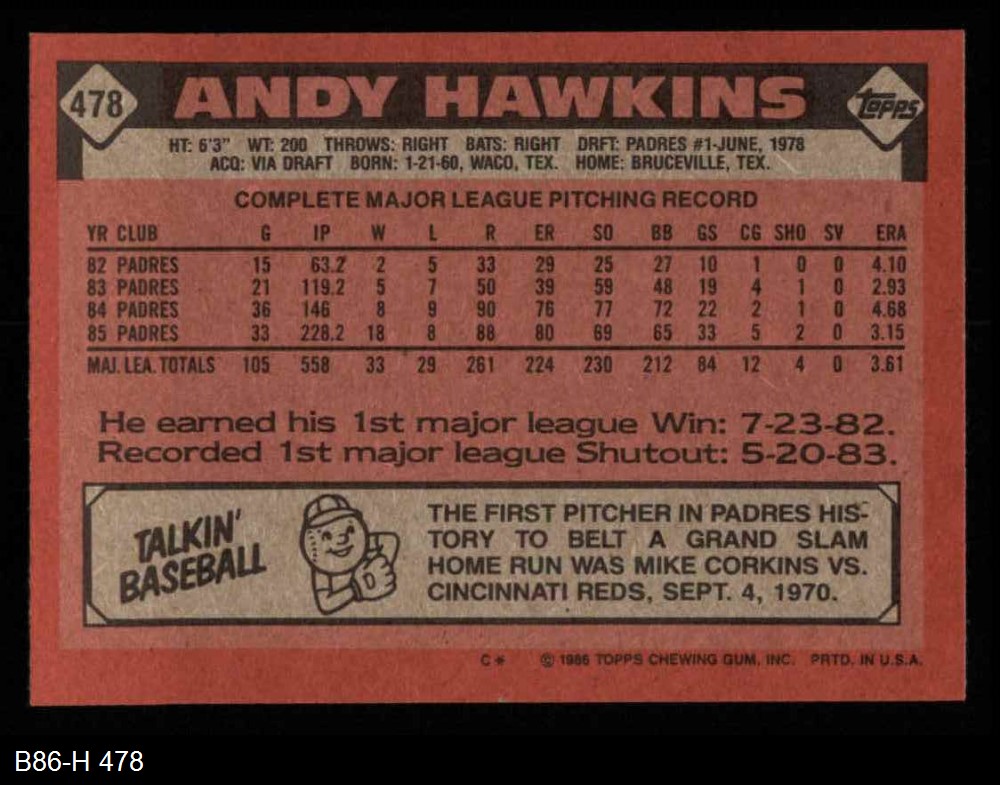 478 ANDY HAWKINS TOPPS
HT: 6'3" WT: 200 THROWS: RIGHT BATS: RIGHT DRFT: PADRES #1-JUNE, 1978
ACQ: VIA DRAFT BORN: 1-21-60, WACO, TEX. HOME: BRUCEVILLE, TEX.
COMPLETE MAJOR LEAGUE PITCHING RECORD
YR CLUB G IP W L R ER SO BB GS CG SHO SV ERA
82 PADRES 15 63.2 2 5 33 29 25 27 10 1 0 0 4.10
83 PADRES 21 119.2 5 7 50 39 59 48 19 4 1 0 2.93
84 PADRES 36 146 8 9 90 76 77 72 22 2 1 0 4.68
85 PADRES 33 228.2 18 8 88 80 69 65 33 5 2 0 3.15
MAJ. LEA. TOTALS 105 558 33 29 261 224 230 212 84 12 4 0 3.61
He earned his 1st major league Win: 7-23-82.
Recorded 1st major league Shutout: 5-20-83.
TALKIN'
BASEBALL
THE FIRST PITCHER IN PADRES HIS-
TORY TO BELT A GRAND SLAM
HOME RUN WAS MIKE CORKINS VS.
CINCINNATI REDS, SEPT. 4, 1970.
C* © 1986 TOPPS CHEWING GUM, INC. PRTD. IN U.S.A.
B86-H 478